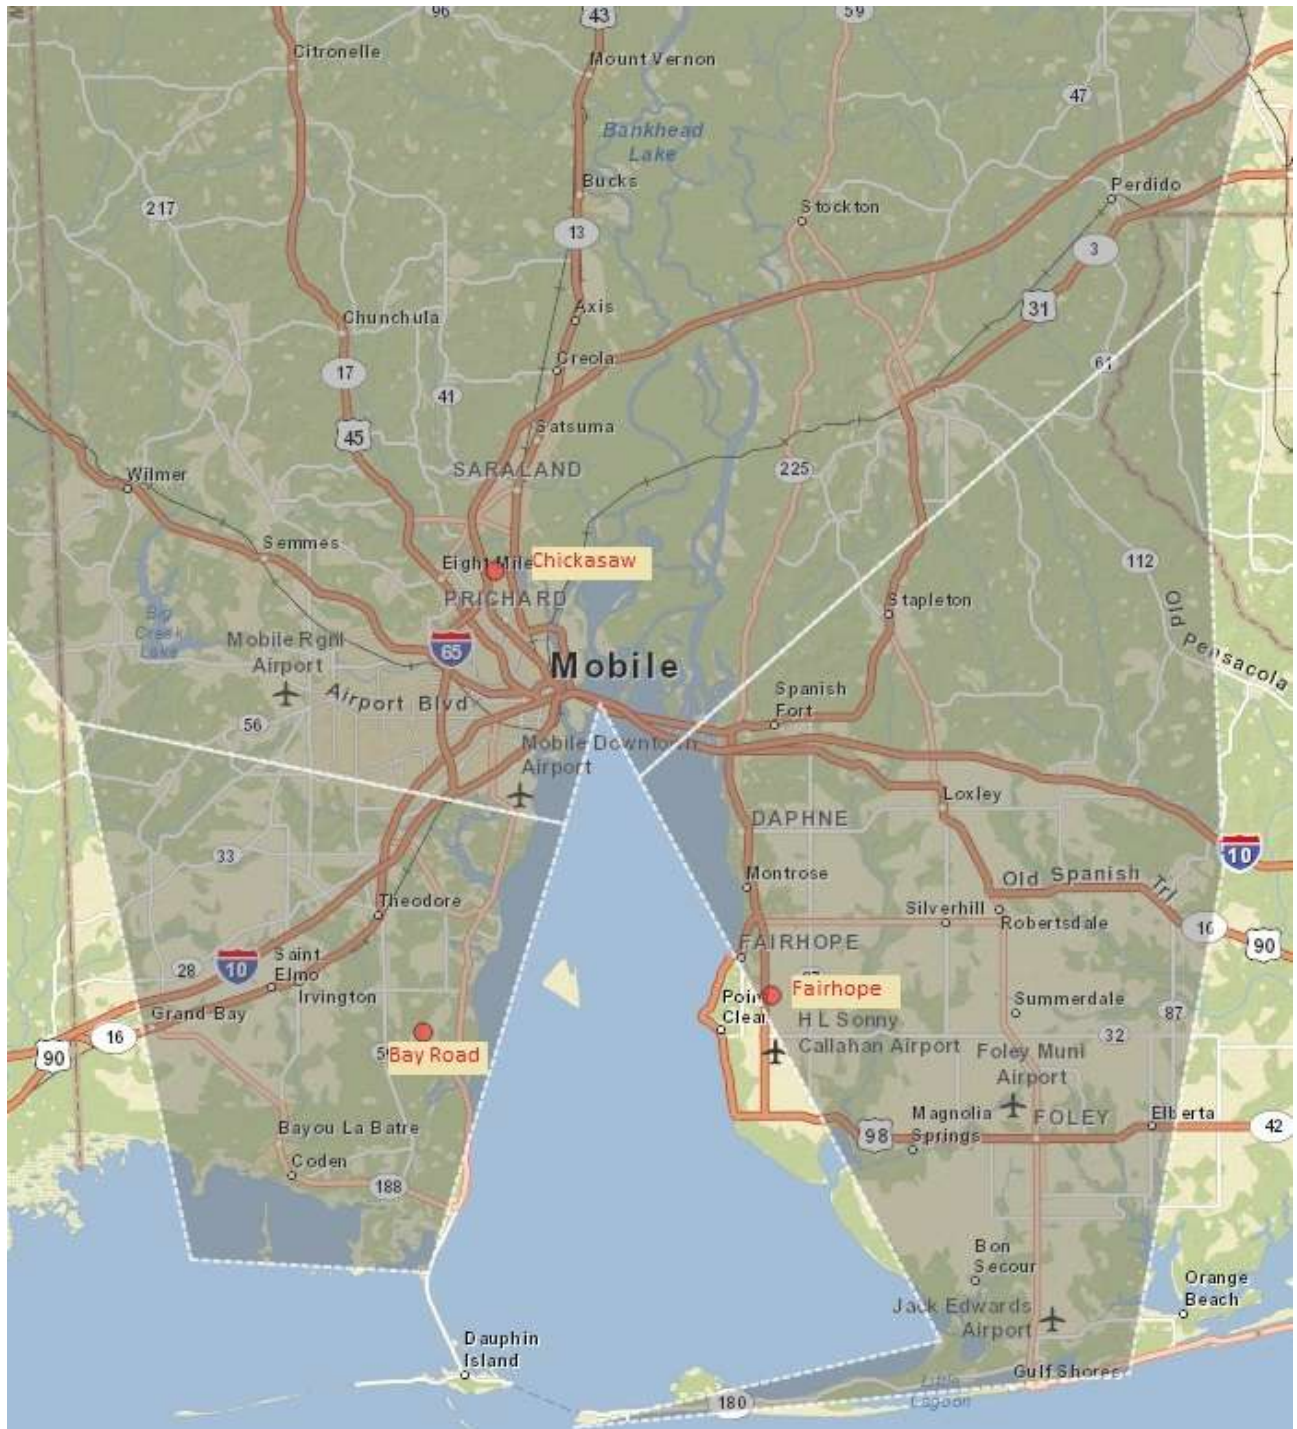 96
43
59
Citronelle
Mount Vernon
47
Bankhead
Lake
Bucks
Perdido
217
Stockton
13
3
Axis
31
Chunchula
Creola
61
17
41
45
Satsuma
SARALAND
225
Wilmer
Semmes
Eight Mile
Chickasaw
112
PRICHARD
Stapleton
Big
Creek
Lake
Old Pensacola
Mobile Rgnl
Airport
65
Mobile
Airport Blvd
Spanish
Fort
56
Mobile Downtown
Airport
Loxley
DAPHNE
33
10
Montrose
Old Spanish Trl
Theodore
Silverhill
Robertsdale
16
90
FAIRHOPE
Saint
Elmo
28
10
Irvington
Fairhope
Point
Clear
Summerdale
Grand Bay
87
H L Sonny
Callahan Airport
32
16
90
Bay Road
Foley Muni
Airport
Magnolia
Springs
FOLEY
Elberta
42
98
Bayou La Batre
Coden
188
Bon
Secour
Orange
Beach
Jack Edwards
Airport
Dauphin
Island
Gulf Shores
Little
Lagoon
180